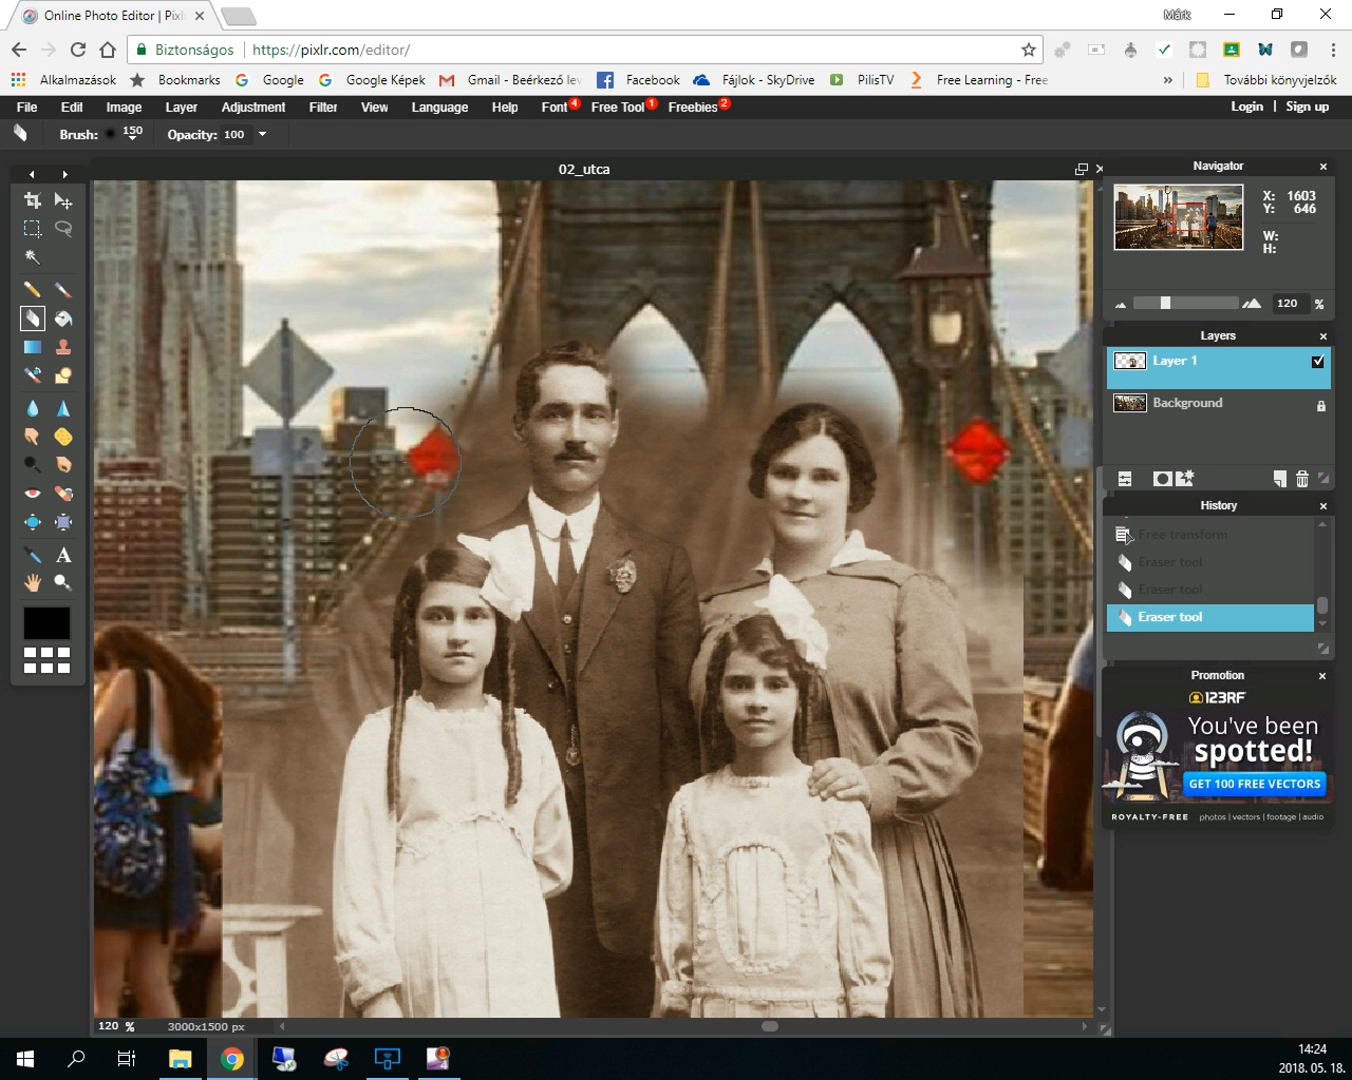 Online Photo Editor | Pixlr
Márk
Biztonságos
https://pixlr.com/editor/
Alkalmazások
Bookmarks
Google
Google Képek
Gmail - Beérkező lev
Facebook
Fájlok - SkyDrive
PilisTV
Free Learning - Free
»
További könyvjelzők
File Edit Image Layer Adjustment Filter View Language Help Font 4 Free Tool 1 Freebies 2
Login | Sign up
Brush: 150 Opacity: 100
02_utca
Navigator
X: 1603
Y: 646
W:
H:
120 %
Layers
Layer 1
Background
History
Free transform
Eraser tool
Eraser tool
Eraser tool
Promotion
123RF
You've been
spotted!
GET 100 FREE VECTORS
ROYALTY-FREE photos | vectors | footage | audio
120 % 3000x1500 px
14:24
2018. 05. 18.